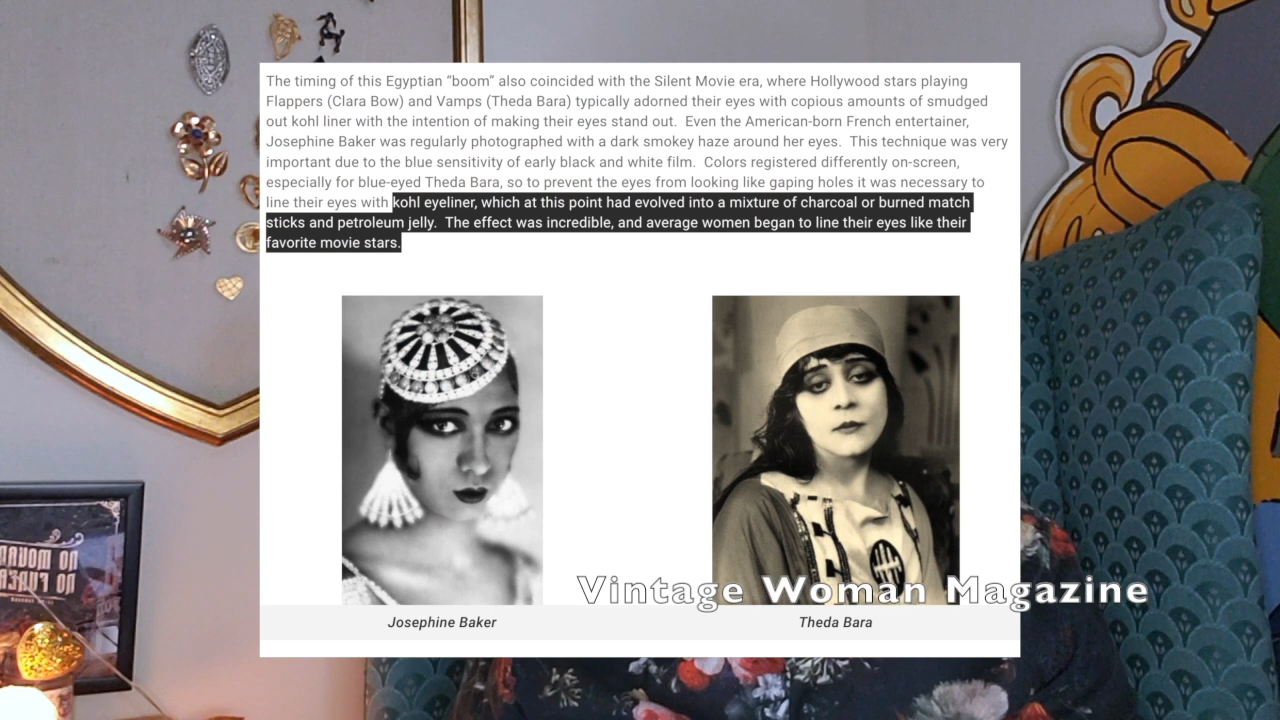 The timing of this Egyptian “boom” also coincided with the Silent Movie era, where Hollywood stars playing
Flappers (Clara Bow) and Vamps (Theda Bara) typically adorned their eyes with copious amounts of smudged
out kohl liner with the intention of making their eyes stand out.  Even the American-born French entertainer,
Josephine Baker was regularly photographed with a dark smokey haze around her eyes.  This technique was very
important due to the blue sensitivity of early black and white film.  Colors registered differently on-screen,
especially for blue-eyed Theda Bara, so to prevent the eyes from looking like gaping holes it was necessary to
line their eyes with kohl eyeliner, which at this point had evolved into a mixture of charcoal or burned match
sticks and petroleum jelly.  The effect was incredible, and average women began to line their eyes like their
favorite movie stars.
Vintage Woman Magazine
Josephine Baker
Theda Bara
NO MOURN
NO FUNER